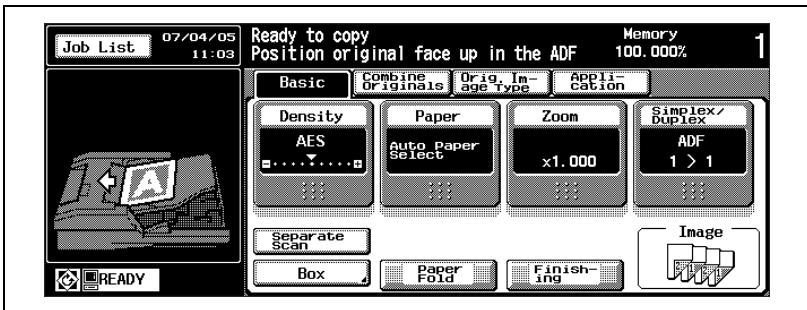 Job List
07/04/05
11:03
Ready to copy
Position original face up in the ADF
Memory
100.000%
1
Basic
Combine
Originals
Orig. Im-
age Type
Appli-
cation
Density
AES
Paper
Auto Paper
Select
Zoom
x1.000
Simplex/
Duplex
ADF
1 > 1
A
Separate
Scan
Box
Paper
Fold
Finish-
ing
Image
READY